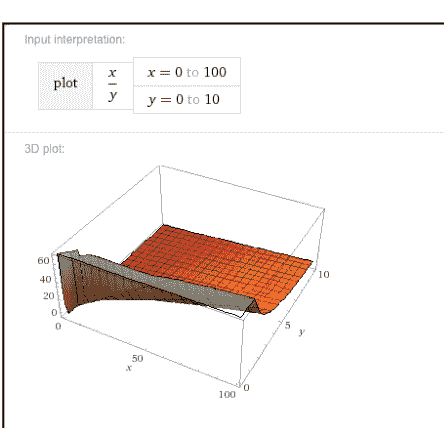 Input interpretation:
plot x/y x = 0 to 100
y = 0 to 10
3D plot:
60
40
20
0
0
50
x
100
0
5
y
10